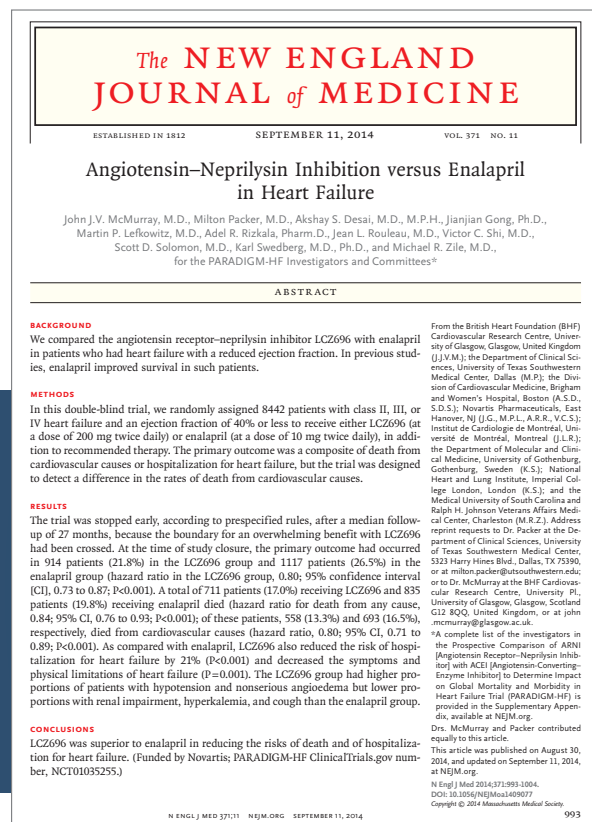 The NEW ENGLAND
JOURNAL of MEDICINE
ESTABLISHED IN 1812
SEPTEMBER 11, 2014
VOL. 371 NO. 11
Angiotensin–Neprilysin Inhibition versus Enalapril
in Heart Failure
John J.V. McMurray, M.D., Milton Packer, M.D., Akshay S. Desai, M.D., M.P.H., Jianjian Gong, Ph.D.,
Martin P. Lefkowitz, M.D., Adel R. Rizkala, Pharm.D., Jean L. Rouleau, M.D., Victor C. Shi, M.D.,
Scott D. Solomon, M.D., Karl Swedberg, M.D., Ph.D., and Michael R. Zile, M.D.,
for the PARADIGM-HF Investigators and Committees*
ABSTRACT
BACKGROUND
We compared the angiotensin receptor–neprilysin inhibitor LCZ696 with enalapril
in patients who had heart failure with a reduced ejection fraction. In previous stud-
ies, enalapril improved survival in such patients.
METHODS
In this double-blind trial, we randomly assigned 8442 patients with class II, III, or
IV heart failure and an ejection fraction of 40% or less to receive either LCZ696 (at
a dose of 200 mg twice daily) or enalapril (at a dose of 10 mg twice daily), in addi-
tion to recommended therapy. The primary outcome was a composite of death from
cardiovascular causes or hospitalization for heart failure, but the trial was designed
to detect a difference in the rates of death from cardiovascular causes.
RESULTS
The trial was stopped early, according to prespecified rules, after a median follow-
up of 27 months, because the boundary for an overwhelming benefit with LCZ696
had been crossed. At the time of study closure, the primary outcome had occurred
in 914 patients (21.8%) in the LCZ696 group and 1117 patients (26.5%) in the
enalapril group (hazard ratio in the LCZ696 group, 0.80; 95% confidence interval
[CI], 0.73 to 0.87; P<0.001). A total of 711 patients (17.0%) receiving LCZ696 and 835
patients (19.8%) receiving enalapril died (hazard ratio for death from any cause,
0.84; 95% CI, 0.76 to 0.93; P<0.001); of these patients, 558 (13.3%) and 693 (16.5%),
respectively, died from cardiovascular causes (hazard ratio, 0.80; 95% CI, 0.71 to
0.89; P<0.001). As compared with enalapril, LCZ696 also reduced the risk of hospi-
talization for heart failure by 21% (P<0.001) and decreased the symptoms and
physical limitations of heart failure (P=0.001). The LCZ696 group had higher pro-
portions of patients with hypotension and nonserious angioedema but lower pro-
portions with renal impairment, hyperkalemia, and cough than the enalapril group.
CONCLUSIONS
LCZ696 was superior to enalapril in reducing the risks of death and of hospitaliza-
tion for heart failure. (Funded by Novartis; PARADIGM-HF ClinicalTrials.gov num-
ber, NCT01035255.)
From the British Heart Foundation (BHF)
Cardiovascular Research Centre, Univer-
sity of Glasgow, Glasgow, United Kingdom
(J.J.V.M.); the Department of Clinical Sci-
ences, University of Texas Southwestern
Medical Center, Dallas (M.P.); the Divi-
sion of Cardiovascular Medicine, Brigham
and Women's Hospital, Boston (A.S.D.,
S.D.S.); Novartis Pharmaceuticals, East
Hanover, NJ (J.G., M.P.L., A.R.R., V.C.S.);
Institut de Cardiologie de Montréal, Uni-
versité de Montréal, Montreal (J.L.R.);
the Department of Molecular and Clini-
cal Medicine, University of Gothenburg,
Gothenburg, Sweden (K.S.); National
Heart and Lung Institute, Imperial Col-
lege London, London (K.S.); and the
Medical University of South Carolina and
Ralph H. Johnson Veterans Affairs Medi-
cal Center, Charleston (M.R.Z.). Address
reprint requests to Dr. Packer at the De-
partment of Clinical Sciences, University
of Texas Southwestern Medical Center,
5323 Harry Hines Blvd., Dallas, TX 75390,
or at milton.packer@utsouthwestern.edu;
or to Dr. McMurray at the BHF Cardiovas-
cular Research Centre, University Pl.,
University of Glasgow, Glasgow, Scotland
G12 8QQ, United Kingdom, or at john
.mcmurray@glasgow.ac.uk.
*A complete list of the investigators in
the Prospective Comparison of ARNI
[Angiotensin Receptor–Neprilysin Inhib-
itor] with ACEI [Angiotensin-Converting–
Enzyme Inhibitor] to Determine Impact
on Global Mortality and Morbidity in
Heart Failure Trial (PARADIGM-HF) is
provided in the Supplementary Appen-
dix, available at NEJM.org.
Drs. McMurray and Packer contributed
equally to this article.
This article was published on August 30,
2014, and updated on September 11, 2014,
at NEJM.org.
N Engl J Med 2014;371:993-1004.
DOI: 10.1056/NEJMoa1409077
Copyright © 2014 Massachusetts Medical Society.
N ENGL J MED 371;11 NEJM.ORG SEPTEMBER 11, 2014
993